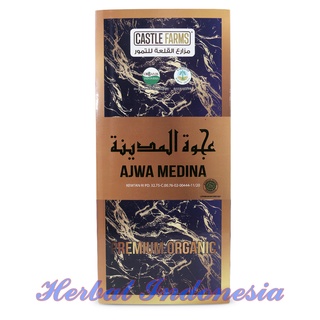 CASTLE FARMS
مزارع القلعة للتمور
عجوة المدينة
AJWA MEDINA
PREMIUM ORGANIC
Herbal Indonesia